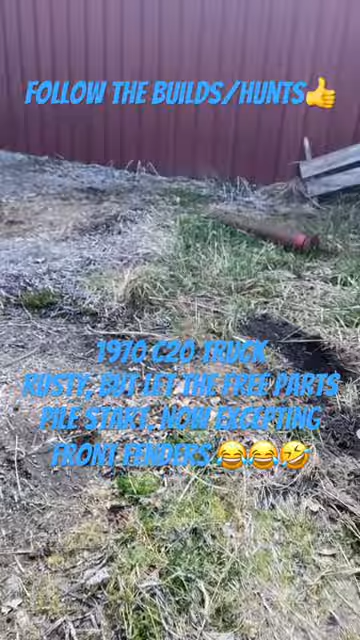 FOLLOW THE BUILDS/HUNTS👍
1970 C20 TRUCK
RUSTY, BUT LET THE FREE PARTS
PILE START. NOW EXCEPTING
FRONT FENDERS 😂😂🤣